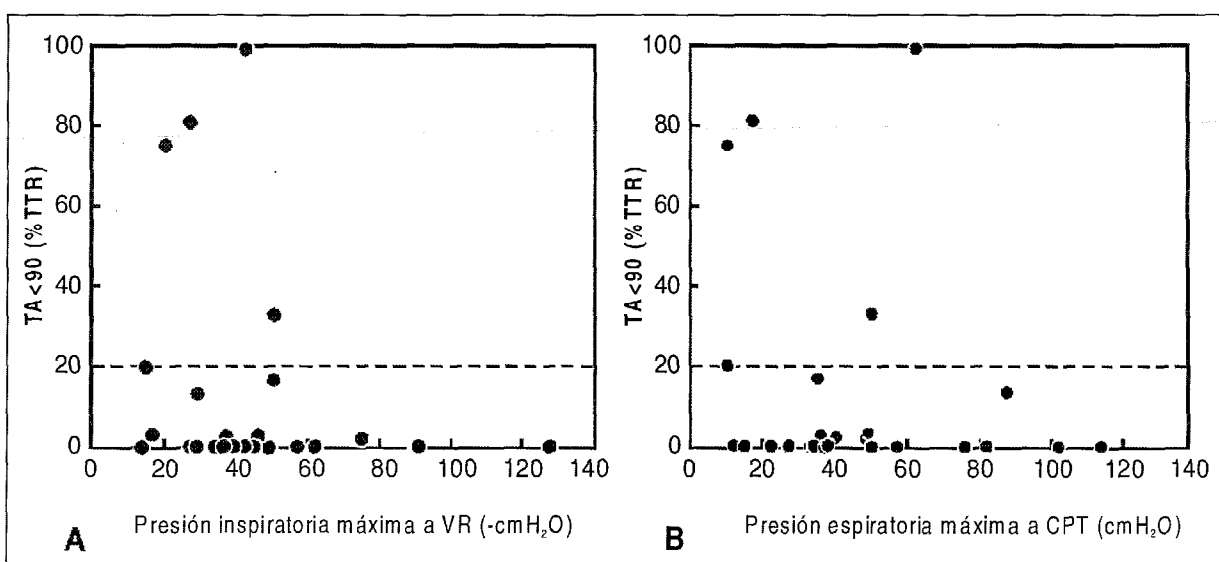 100
80
60
40
20
0
TA<90 (%TTR)
0 20 40 60 80 100 120 140
A Presión inspiratoria máxima a VR (-cmH₂O)
100
80
60
40
20
0
TA<90 (%TTR)
0 20 40 60 80 100 120 140
B Presión espiratoria máxima a CPT (cmH₂O)